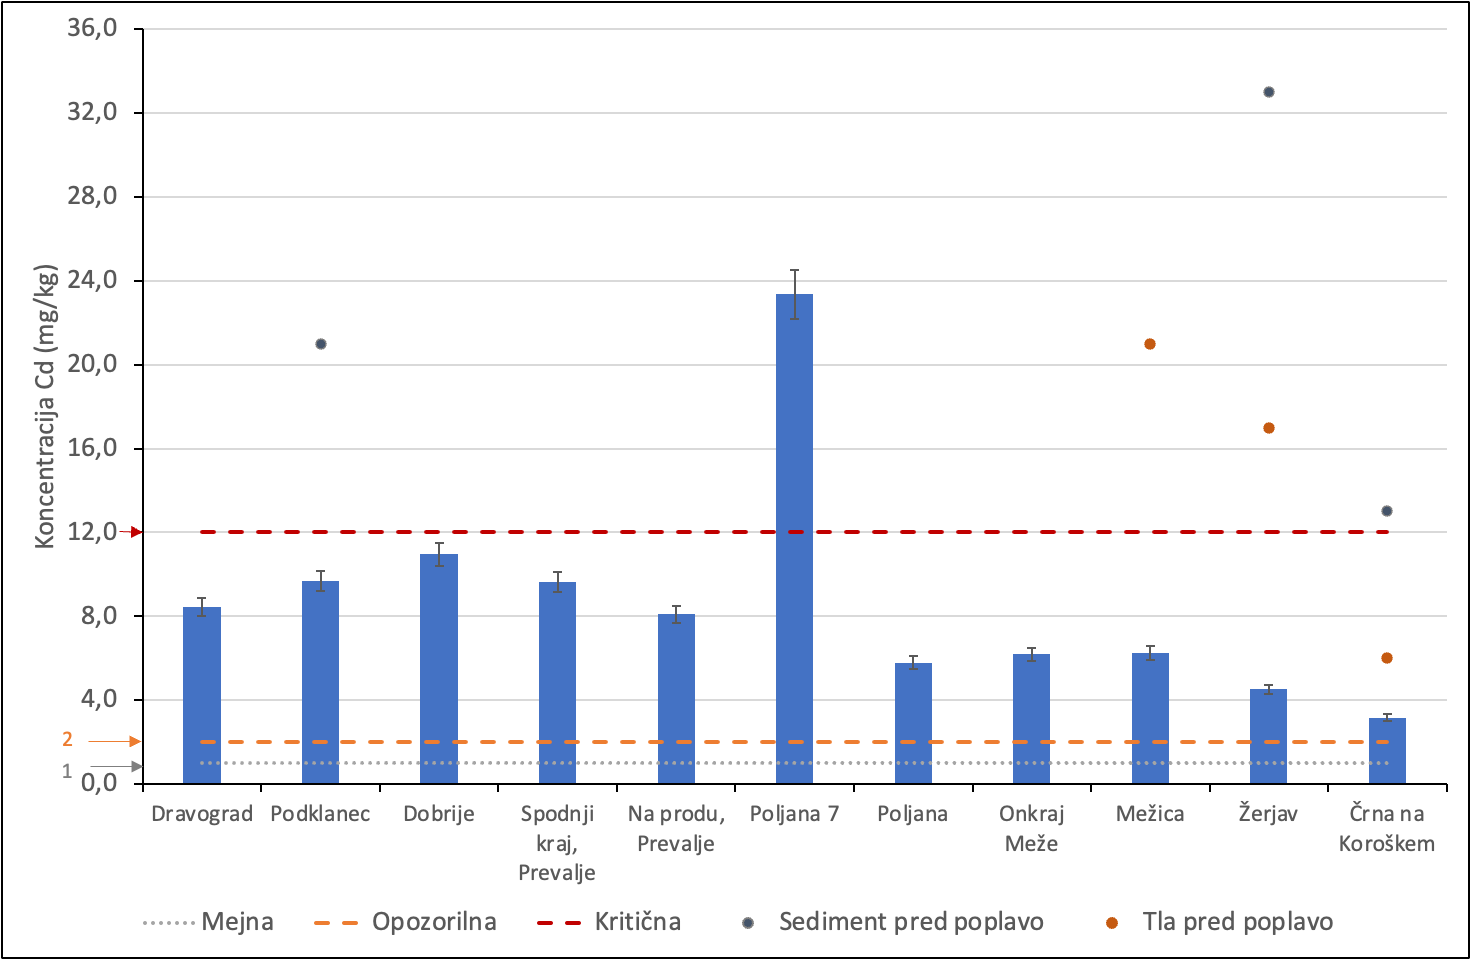 36,0
32,0
28,0
24,0
20,0
16,0
12,0
8,0
4,0
2
1
0,0
Koncentracija Cd (mg/kg)
Dravograd
Podklanec
Dobrije
Spodnji
kraj,
Prevalje
Na produ,
Prevalje
Poljana 7
Poljana
Onkraj
Meže
Mežica
Žerjav
Črna na
Koroškem
Mejna
Opozorilna
Kritična
Sediment pred poplavo
Tla pred poplavo